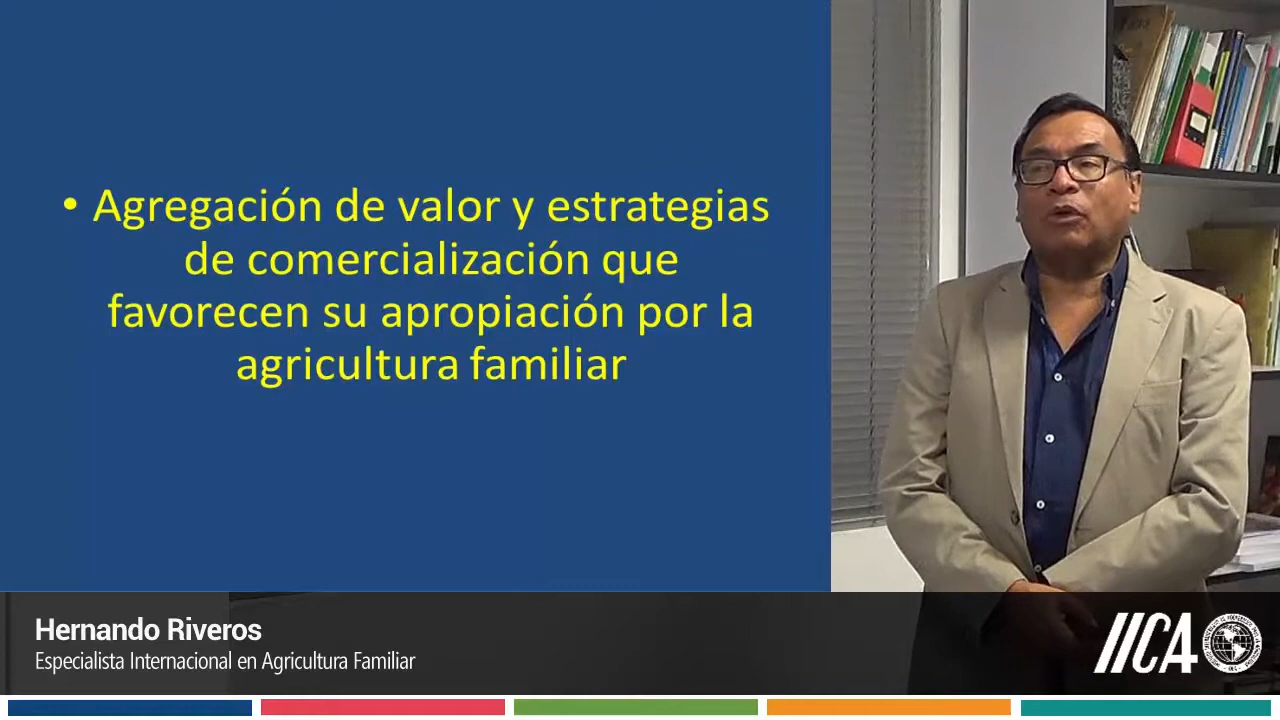 • Agregación de valor y estrategias
de comercialización que
favorecen su apropiación por la
agricultura familiar
Hernando Riveros
Especialista Internacional en Agricultura Familiar
IICA